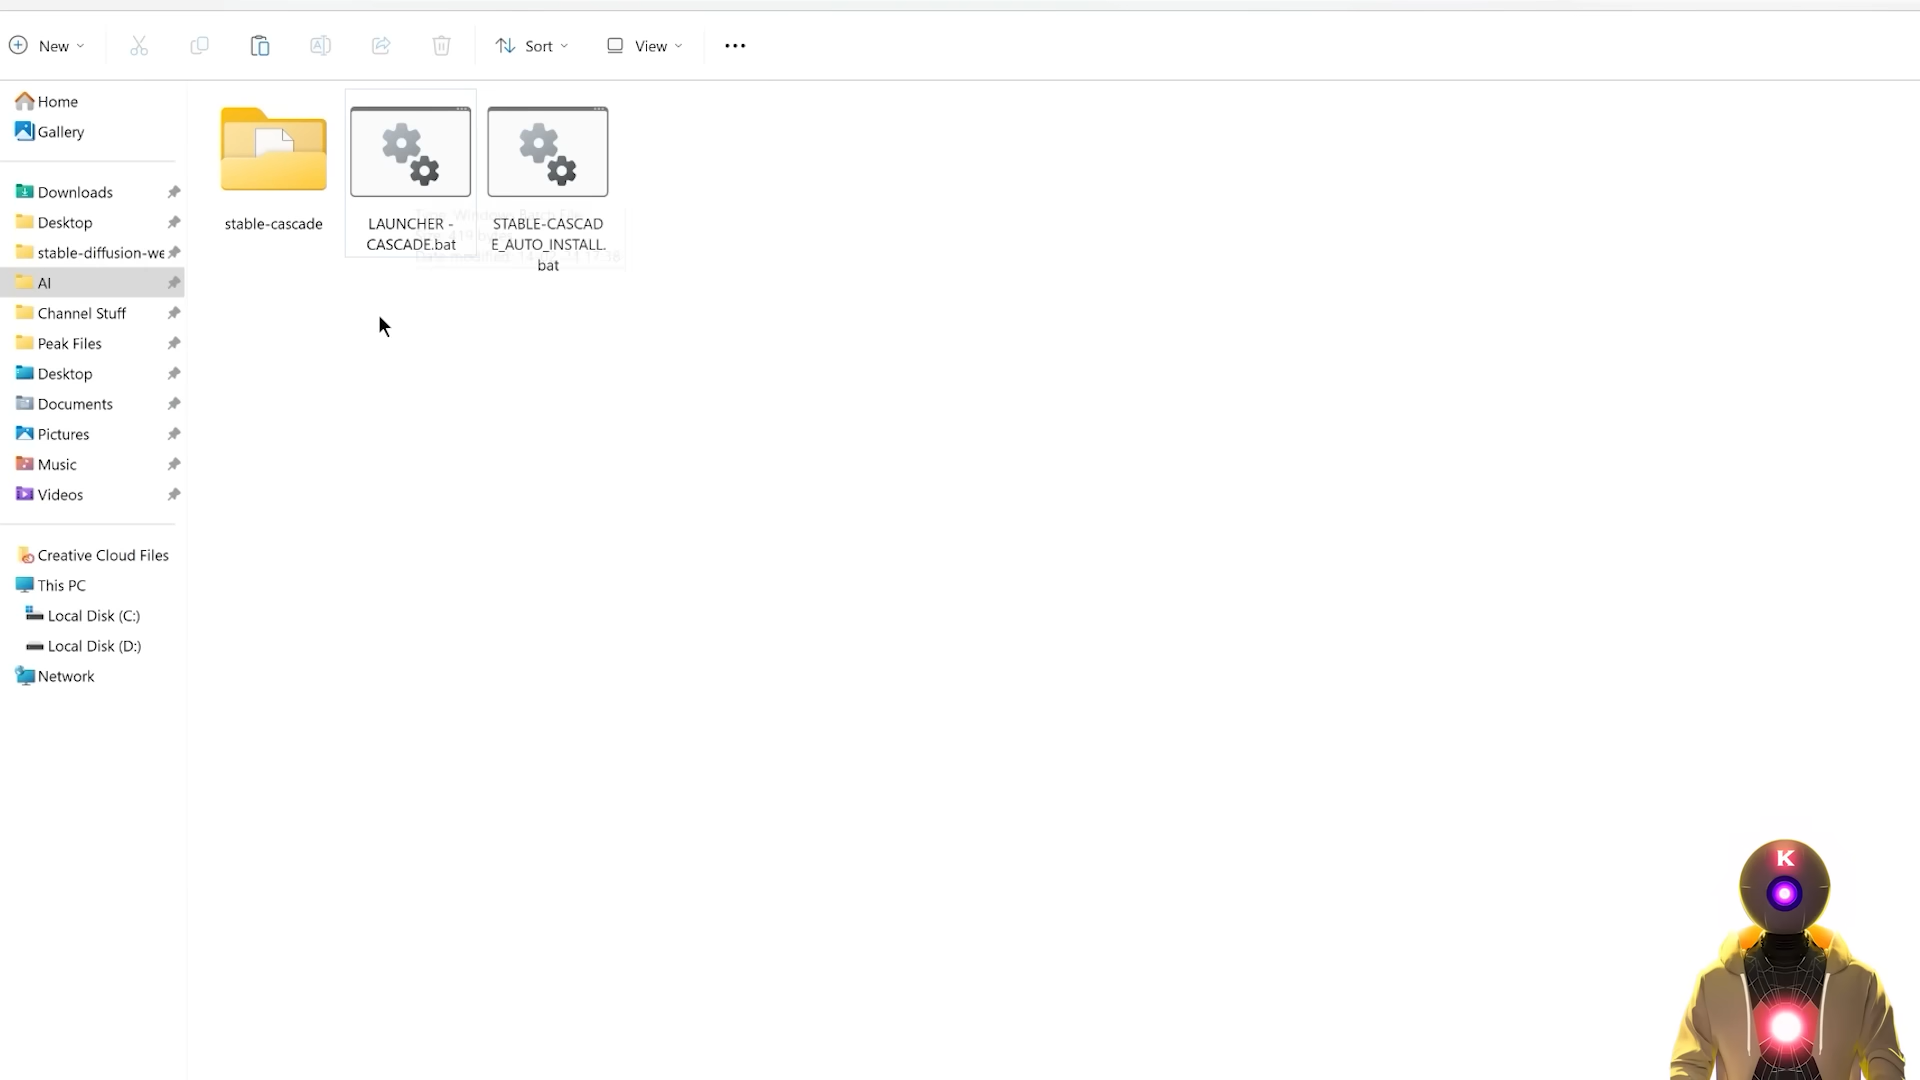 New
Sort
View
Home
Gallery
Downloads
Desktop
stable-diffusion-we
AI
Channel Stuff
Peak Files
Desktop
Documents
Pictures
Music
Videos
Creative Cloud Files
This PC
Local Disk (C:)
Local Disk (D:)
Network
stable-cascade
LAUNCHER -
CASCADE.bat
STABLE-CASCAD
E_AUTO_INSTALL.
bat
K